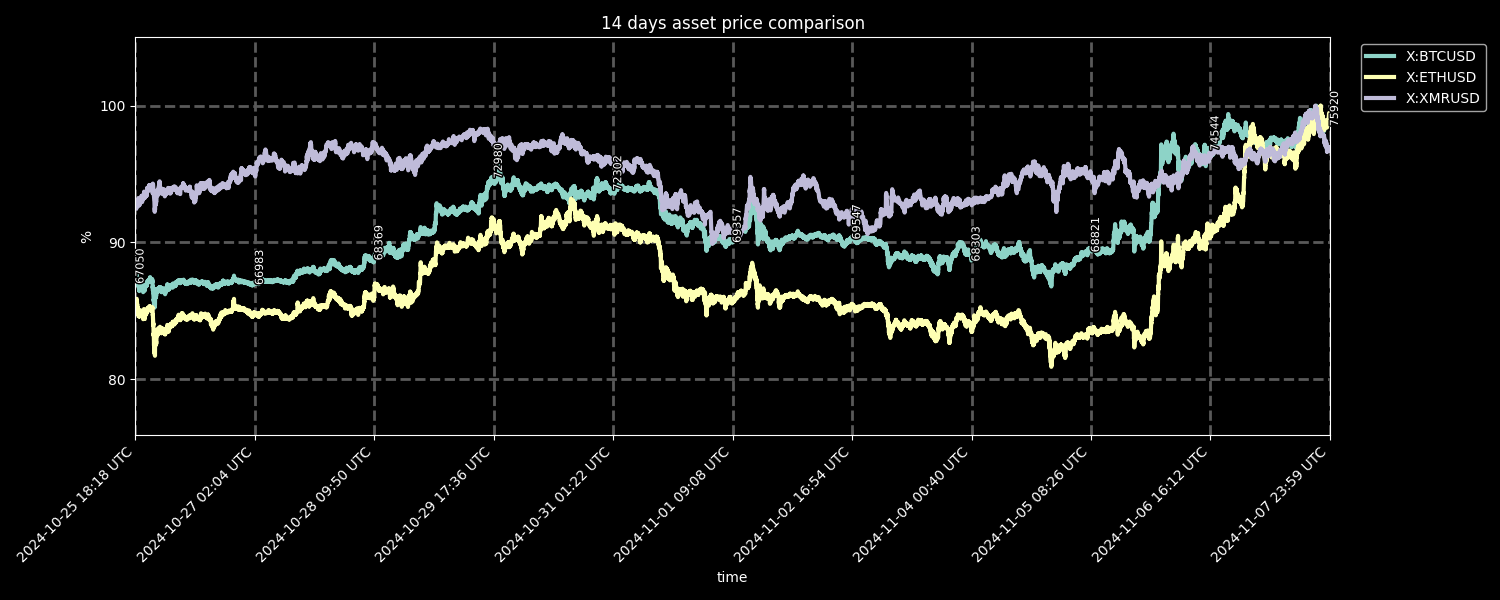 14 days asset price comparison
X:BTCUSD
X:ETHUSD
X:XMRUSD
100
90
80
%
67050
66983
68369
72980
72302
69357
69547
68303
68821
74544
75920
2024-10-25 18:18 UTC
2024-10-27 02:04 UTC
2024-10-28 09:50 UTC
2024-10-29 17:36 UTC
2024-10-31 01:22 UTC
2024-11-01 09:08 UTC
2024-11-02 16:54 UTC
2024-11-04 00:40 UTC
2024-11-05 08:26 UTC
2024-11-06 16:12 UTC
2024-11-07 23:59 UTC
time